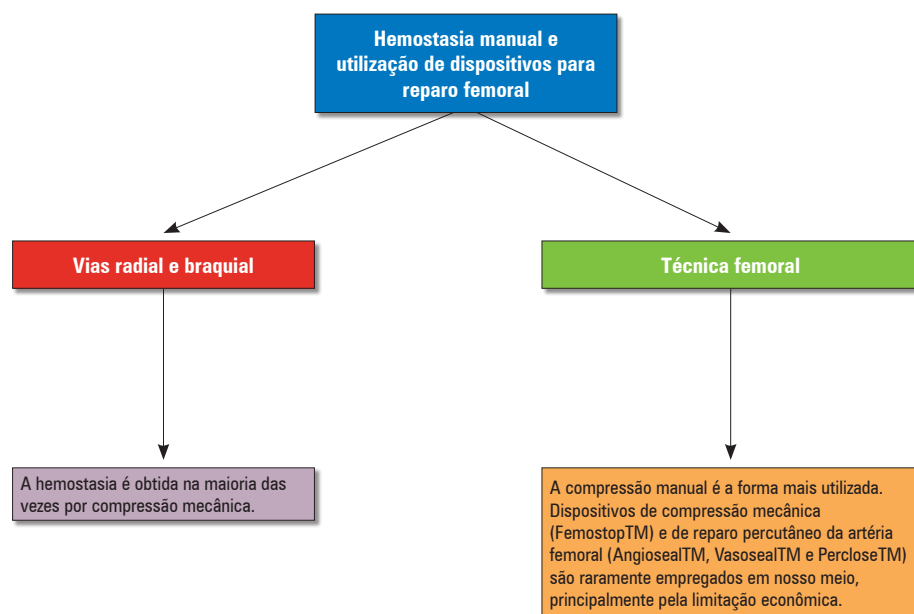 Hemostasia manual e
utilização de dispositivos para
reparo femoral
Vias radial e braquial
Técnica femoral
A hemostasia é obtida na maioria das
vezes por compressão mecânica.
A compressão manual é a forma mais utilizada.
Dispositivos de compressão mecânica
(FemostopTM) e de reparo percutâneo da artéria
femoral (AngiosealTM, VasosealTM e PercloseTM)
são raramente empregados em nosso meio,
principalmente pela limitação econômica.